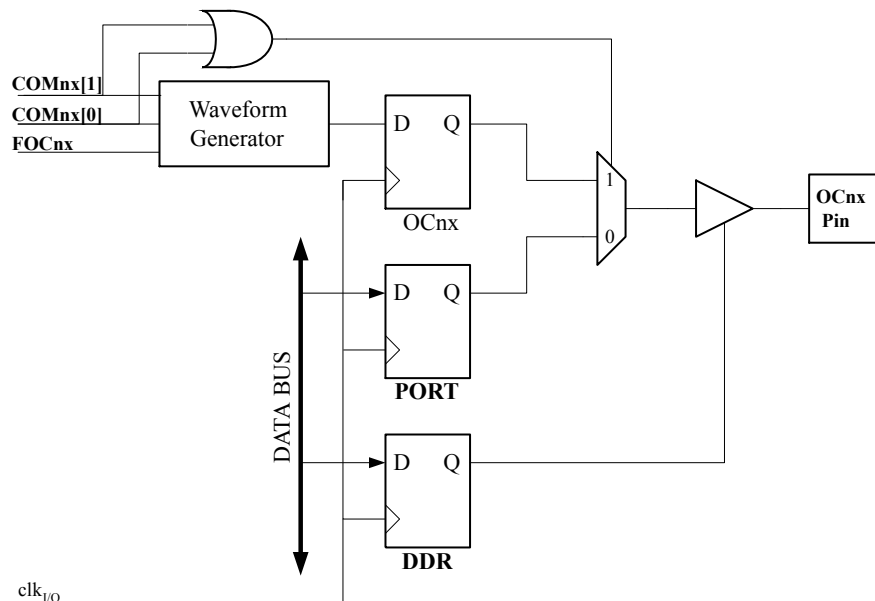 COMnx[1]
COMnx[0]
FOCnx
Waveform
Generator
D Q
OCnx
1
0
OCnx
Pin
D Q
PORT
DATA BUS
D Q
DDR
clkI/O